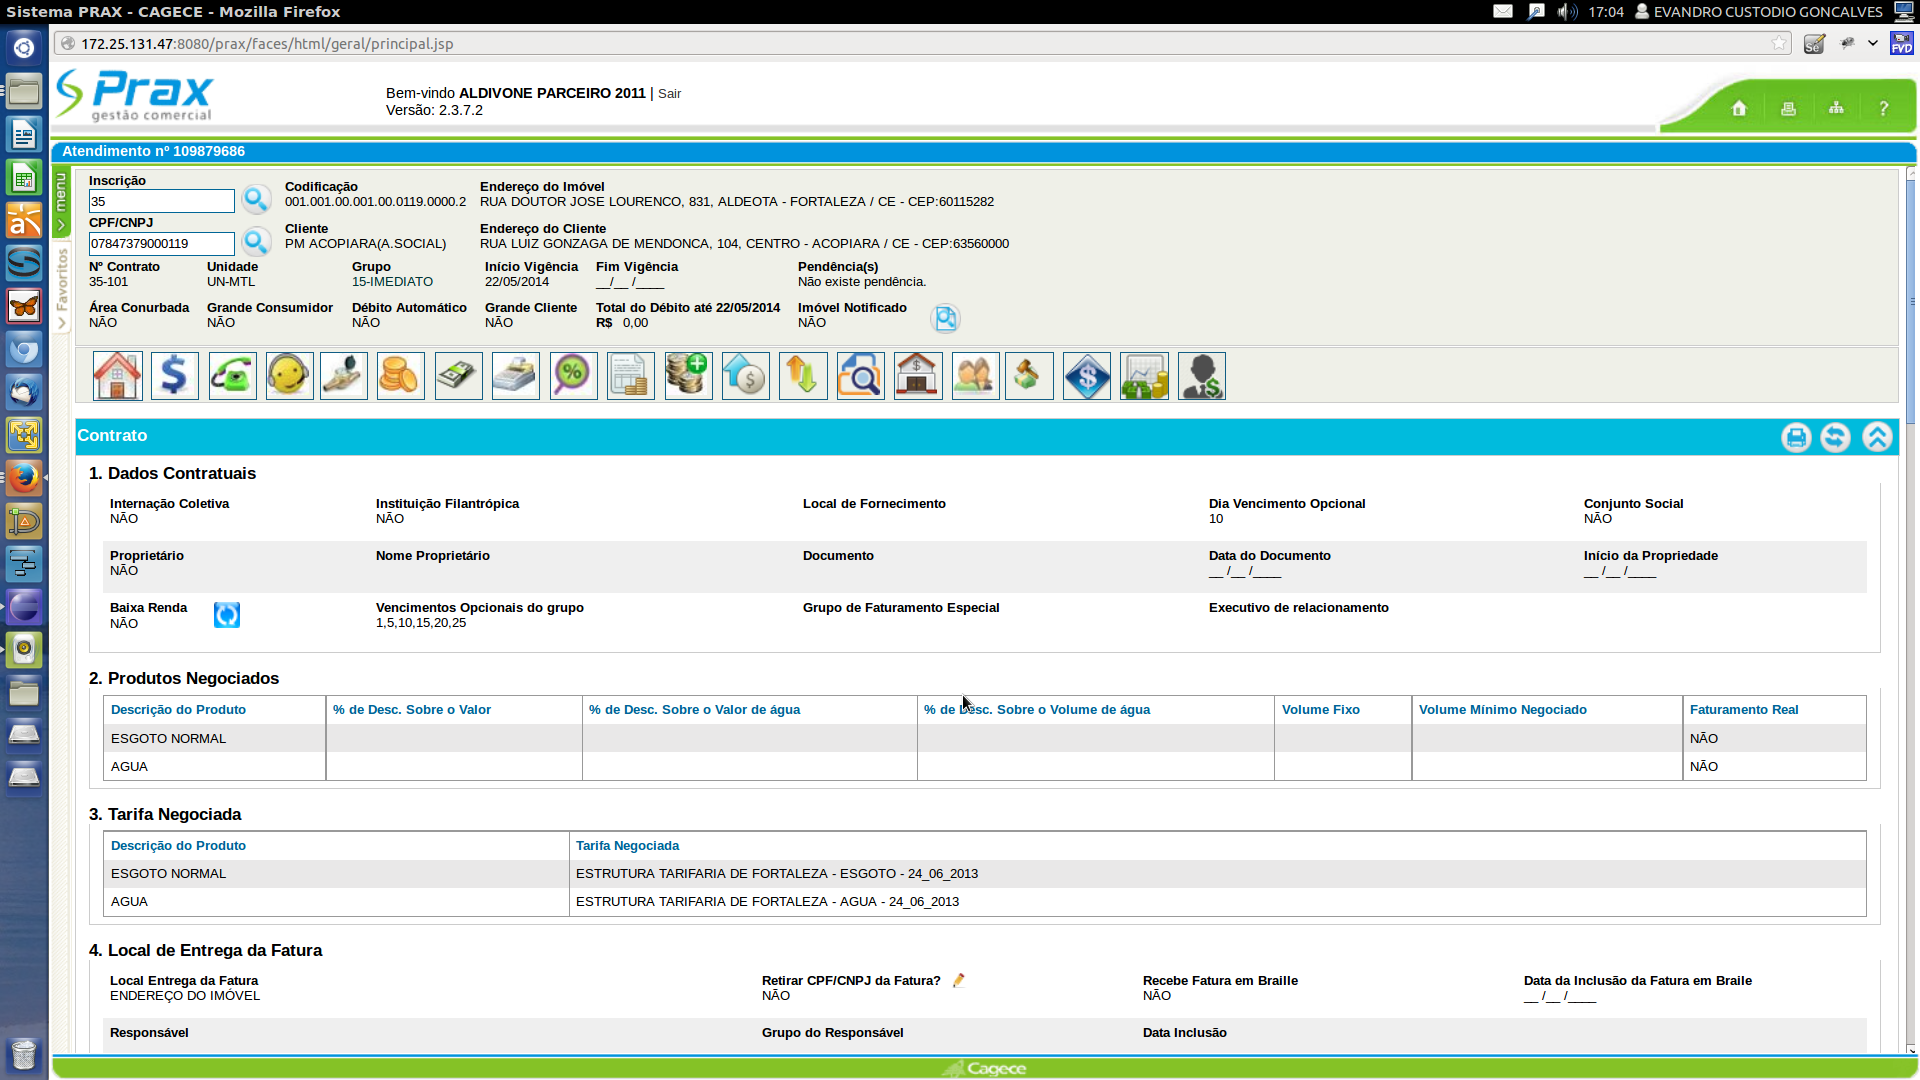 Sistema PRAX - CAGECE - Mozilla Firefox
17:04 EVANDRO CUSTODIO GONCALVES
172.25.131.47:8080/prax/faces/html/geral/principal.jsp
FVD
Prax
gestão comercial
Bem-vindo ALDIVONE PARCEIRO 2011 | Sair
Versão: 2.3.7.2
Atendimento nº 109879686
menu
Favoritos
Inscrição
35
Codificação
001.001.00.001.00.0119.0000.2
Endereço do Imóvel
RUA DOUTOR JOSE LOURENCO, 831, ALDEOTA - FORTALEZA / CE - CEP:60115282
CPF/CNPJ
07847379000119
Cliente
PM ACOPIARA(A.SOCIAL)
Endereço do Cliente
RUA LUIZ GONZAGA DE MENDONCA, 104, CENTRO - ACOPIARA / CE - CEP:63560000
Nº Contrato Unidade Grupo Início Vigência Fim Vigência Pendência(s)
35-101 UN-MTL 15-IMEDIATO 22/05/2014 __/__ /____ Não existe pendência.
Área Conurbada Grande Consumidor Débito Automático Grande Cliente Total do Débito até 22/05/2014 Imóvel Notificado
NÃO NÃO NÃO NÃO R$ 0,00 NÃO
Contrato
1. Dados Contratuais
Internação Coletiva Instituição Filantrópica Local de Fornecimento Dia Vencimento Opcional Conjunto Social
NÃO NÃO 10 NÃO
Proprietário Nome Proprietário Documento Data do Documento Início da Propriedade
NÃO __ /__ /____ __ /__ /____
Baixa Renda Vencimentos Opcionais do grupo Grupo de Faturamento Especial Executivo de relacionamento
NÃO 1,5,10,15,20,25
2. Produtos Negociados
Descrição do Produto % de Desc. Sobre o Valor % de Desc. Sobre o Valor de água % de Desc. Sobre o Volume de água Volume Fixo Volume Mínimo Negociado Faturamento Real
ESGOTO NORMAL NÃO
AGUA NÃO
3. Tarifa Negociada
Descrição do Produto Tarifa Negociada
ESGOTO NORMAL ESTRUTURA TARIFARIA DE FORTALEZA - ESGOTO - 24_06_2013
AGUA ESTRUTURA TARIFARIA DE FORTALEZA - AGUA - 24_06_2013
4. Local de Entrega da Fatura
Local Entrega da Fatura Retirar CPF/CNPJ da Fatura? Recebe Fatura em Braille Data da Inclusão da Fatura em Braile
ENDEREÇO DO IMÓVEL NÃO NÃO __ /__ /____
Responsável Grupo do Responsável Data Inclusão
Cagece